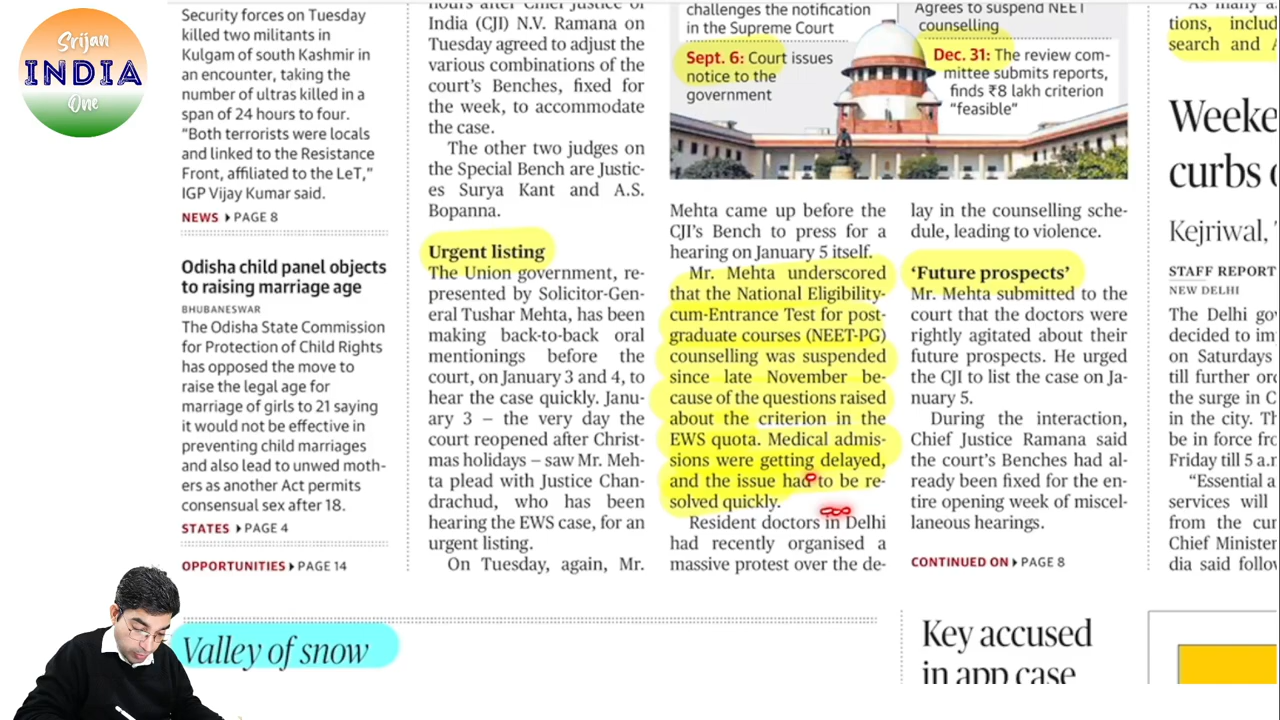 Srijan
INDIA
One
Security forces on Tuesday
killed two militants in
Kulgam of south Kashmir in
an encounter, taking the
number of ultras killed in a
span of 24 hours to four.
“Both terrorists were locals
and linked to the Resistance
Front, affiliated to the LeT,”
IGP Vijay Kumar said.
NEWS PAGE 8
Odisha child panel objects
to raising marriage age
BHUBANESWAR
The Odisha State Commission
for Protection of Child Rights
has opposed the move to
raise the legal age for
marriage of girls to 21 saying
it would not be effective in
preventing child marriages
and also lead to unwed moth-
ers as another Act permits
consensual sex after 18.
STATES PAGE 4
OPPORTUNITIES PAGE 14
hours after Chief Justice of
India (CJI) N.V. Ramana on
Tuesday agreed to adjust the
various combinations of the
court’s Benches, fixed for
the week, to accommodate
the case.
The other two judges on
the Special Bench are Justic-
es Surya Kant and A.S.
Bopanna.
Urgent listing
The Union government, re-
presented by Solicitor-Gen-
eral Tushar Mehta, has been
making back-to-back oral
mentionings before the
court, on January 3 and 4, to
hear the case quickly. Janu-
ary 3 – the very day the
court reopened after Christ-
mas holidays – saw Mr. Meh-
ta plead with Justice Chan-
drachud, who has been
hearing the EWS case, for an
urgent listing.
On Tuesday, again, Mr.
challenges the notification
in the Supreme Court
Sept. 6: Court issues
notice to the
government
Agrees to suspend NEET
counselling
Dec. 31: The review com-
mittee submits reports,
finds ₹8 lakh criterion
“feasible”
Mehta came up before the
CJI’s Bench to press for a
hearing on January 5 itself.
Mr. Mehta underscored
that the National Eligibility-
cum-Entrance Test for post-
graduate courses (NEET-PG)
counselling was suspended
since late November be-
cause of the questions raised
about the criterion in the
EWS quota. Medical admis-
sions were getting delayed,
and the issue had to be re-
solved quickly.
Resident doctors in Delhi
had recently organised a
massive protest over the de-
lay in the counselling sche-
dule, leading to violence.
‘Future prospects’
Mr. Mehta submitted to the
court that the doctors were
rightly agitated about their
future prospects. He urged
the CJI to list the case on Ja-
nuary 5.
During the interaction,
Chief Justice Ramana said
the court’s Benches had al-
ready been fixed for the en-
tire opening week of miscel-
laneous hearings.
CONTINUED ON PAGE 8
As many a
tions, includ
search and A
Weeke
curbs
Kejriwal,
STAFF REPORT
NEW DELHI
The Delhi gov
decided to im
on Saturdays
till further ord
the surge in C
in the city. T
be in force fro
Friday till 5 a.
“Essential a
services will
from the cur
Chief Minister
dia said follow
Valley of snow
Key accused
in app case